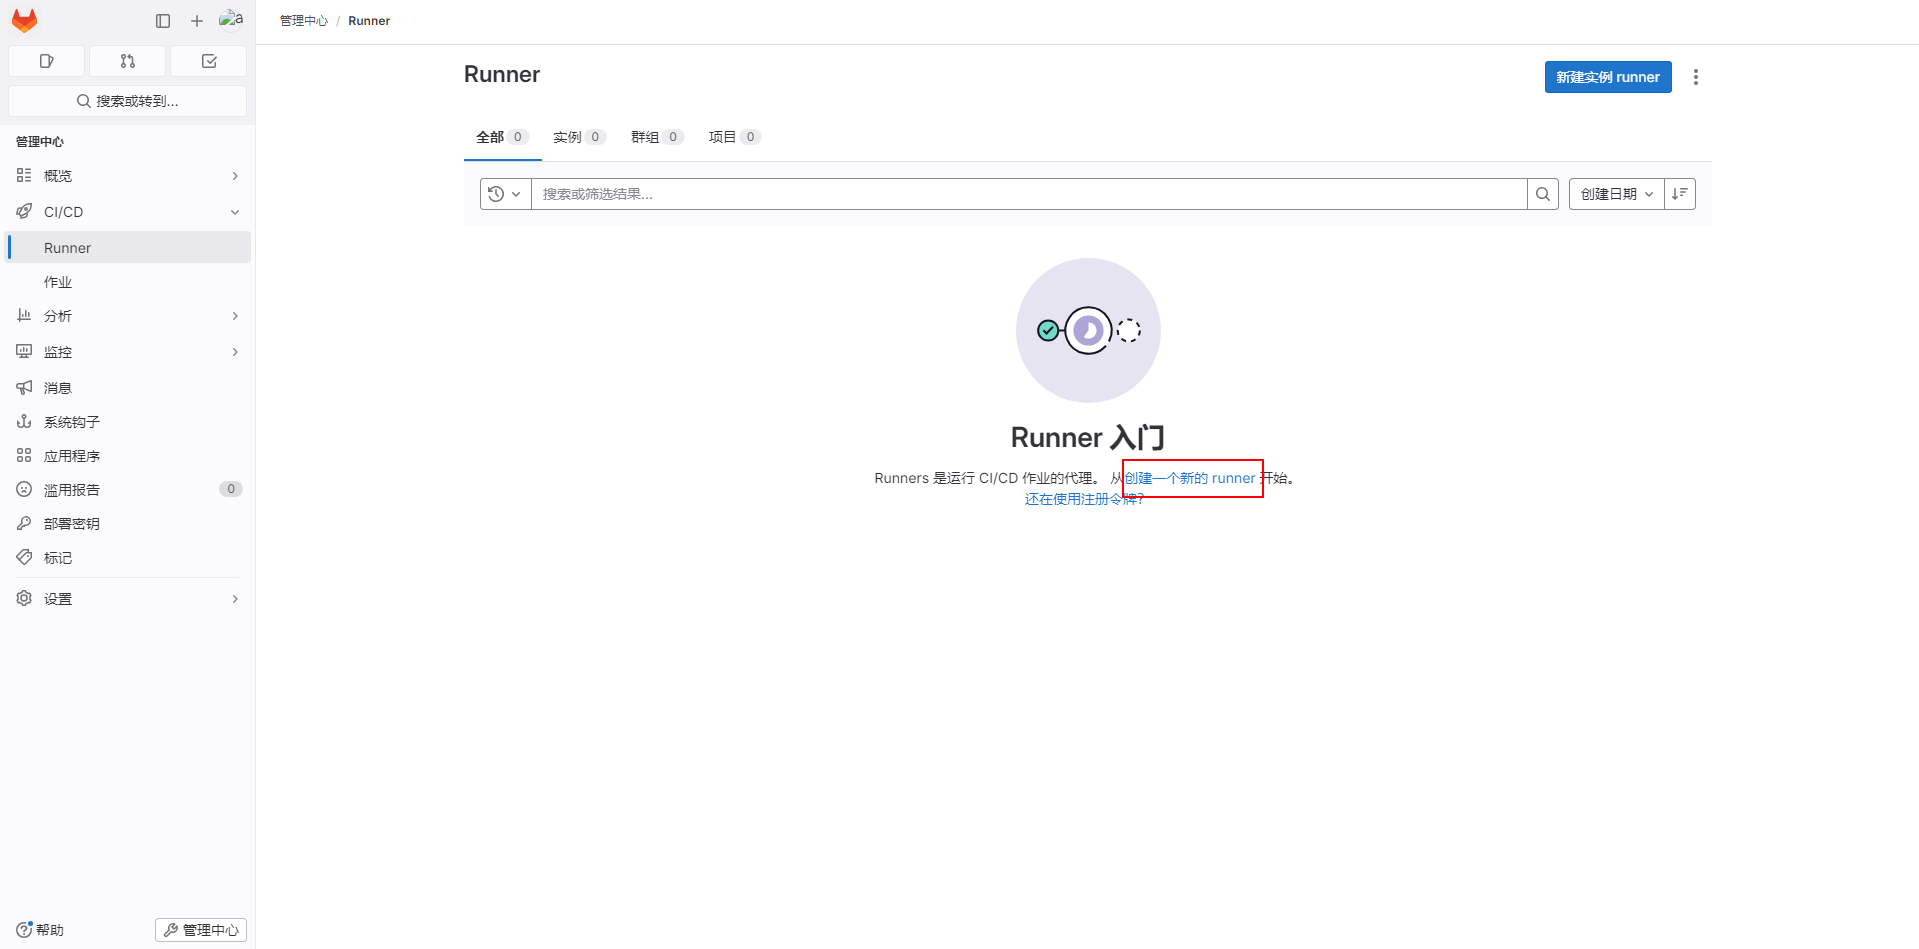 a
管理中心 / Runner
搜索或转到...
管理中心
概览
CI/CD
Runner
作业
分析
监控
消息
系统钩子
应用程序
滥用报告 0
部署密钥
标记
设置
帮助
管理中心
Runner
新建实例 runner
全部 0 实例 0 群组 0 项目 0
搜索或筛选结果...
创建日期
Runner 入门
Runners 是运行 CI/CD 作业的代理。 从创建一个新的 runner 开始。
还在使用注册令牌？